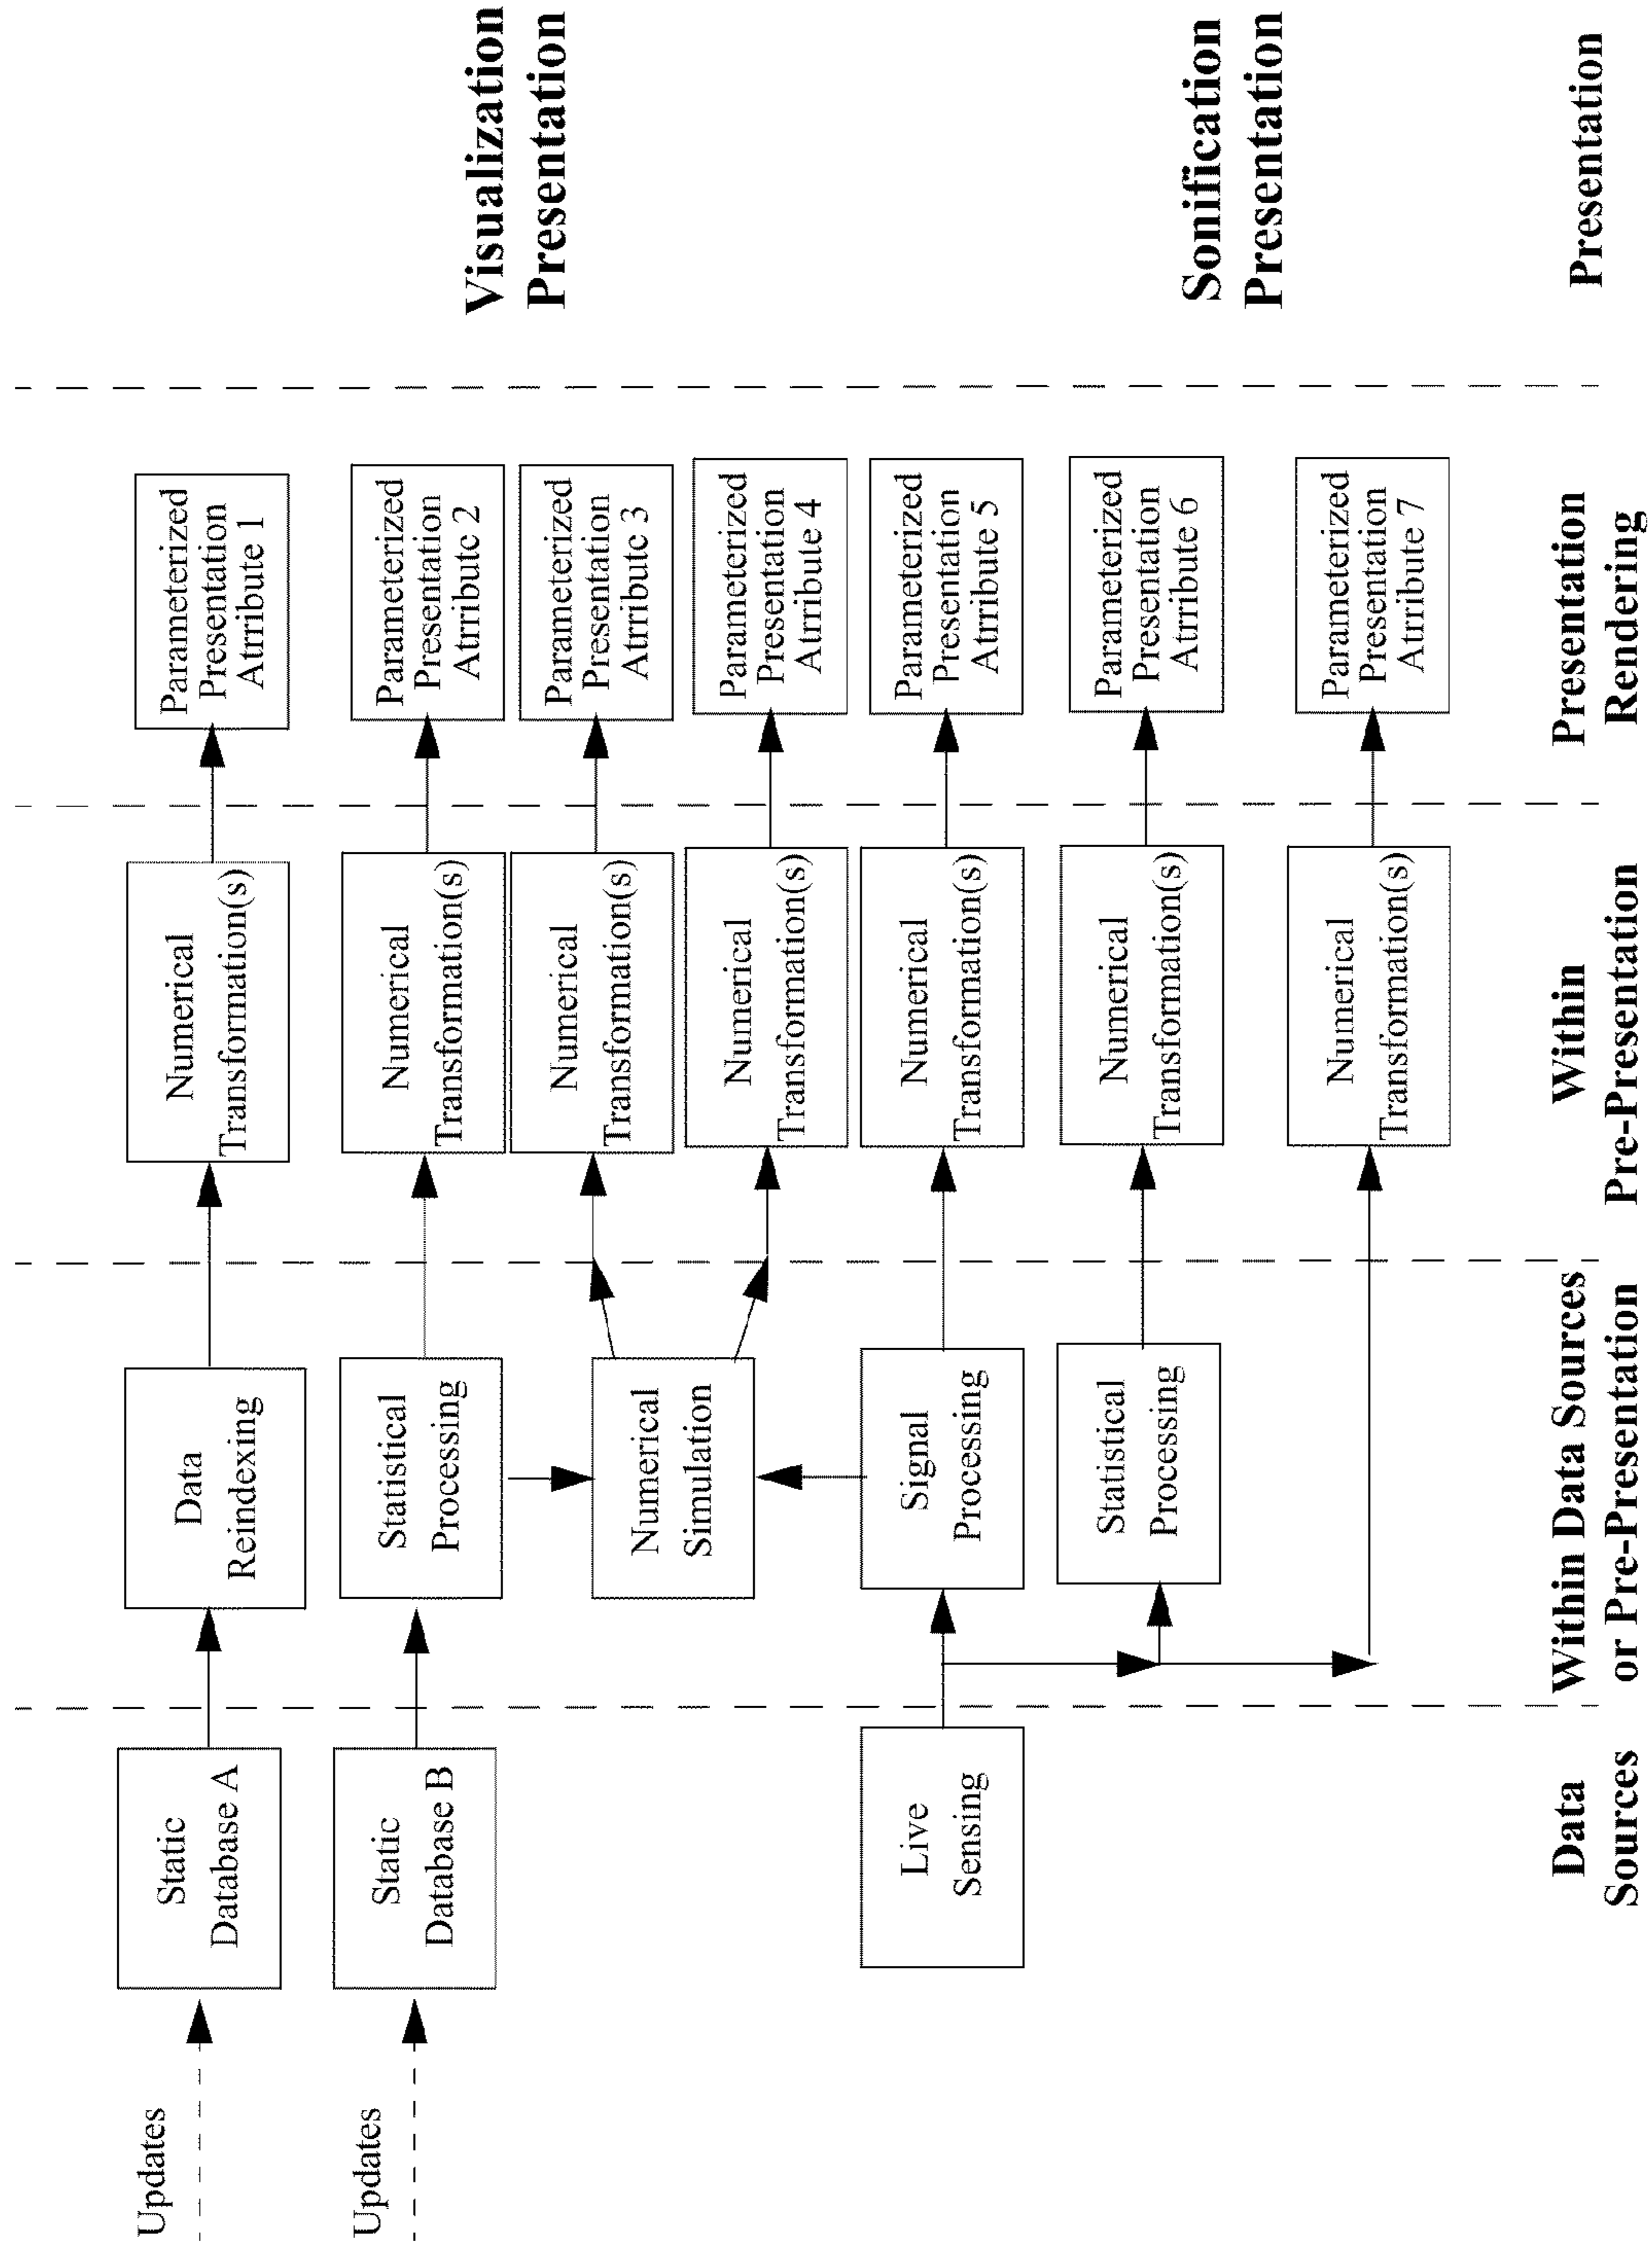 Updates
Static
Database A
Data
Reindexing
Numerical
Transformation(s)
Parameterized
Presentation
Atrribute 1
Updates
Static
Database B
Statistical
Processing
Numerical
Transformation(s)
Parameterized
Presentation
Atrribute 2
Visualization
Presentation
Numerical
Simulation
Numerical
Transformation(s)
Parameterized
Presentation
Atrribute 3
Numerical
Transformation(s)
Parameterized
Presentation
Atrribute 4
Live
Sensing
Signal
Processing
Numerical
Transformation(s)
Parameterized
Presentation
Atrribute 5
Statistical
Processing
Numerical
Transformation(s)
Parameterized
Presentation
Atrribute 6
Sonification
Presentation
Numerical
Transformation(s)
Parameterized
Presentation
Atrribute 7
Data
Sources
Within Data Sources
or Pre-Presentation
Within
Pre-Presentation
Presentation
Rendering
Presentation